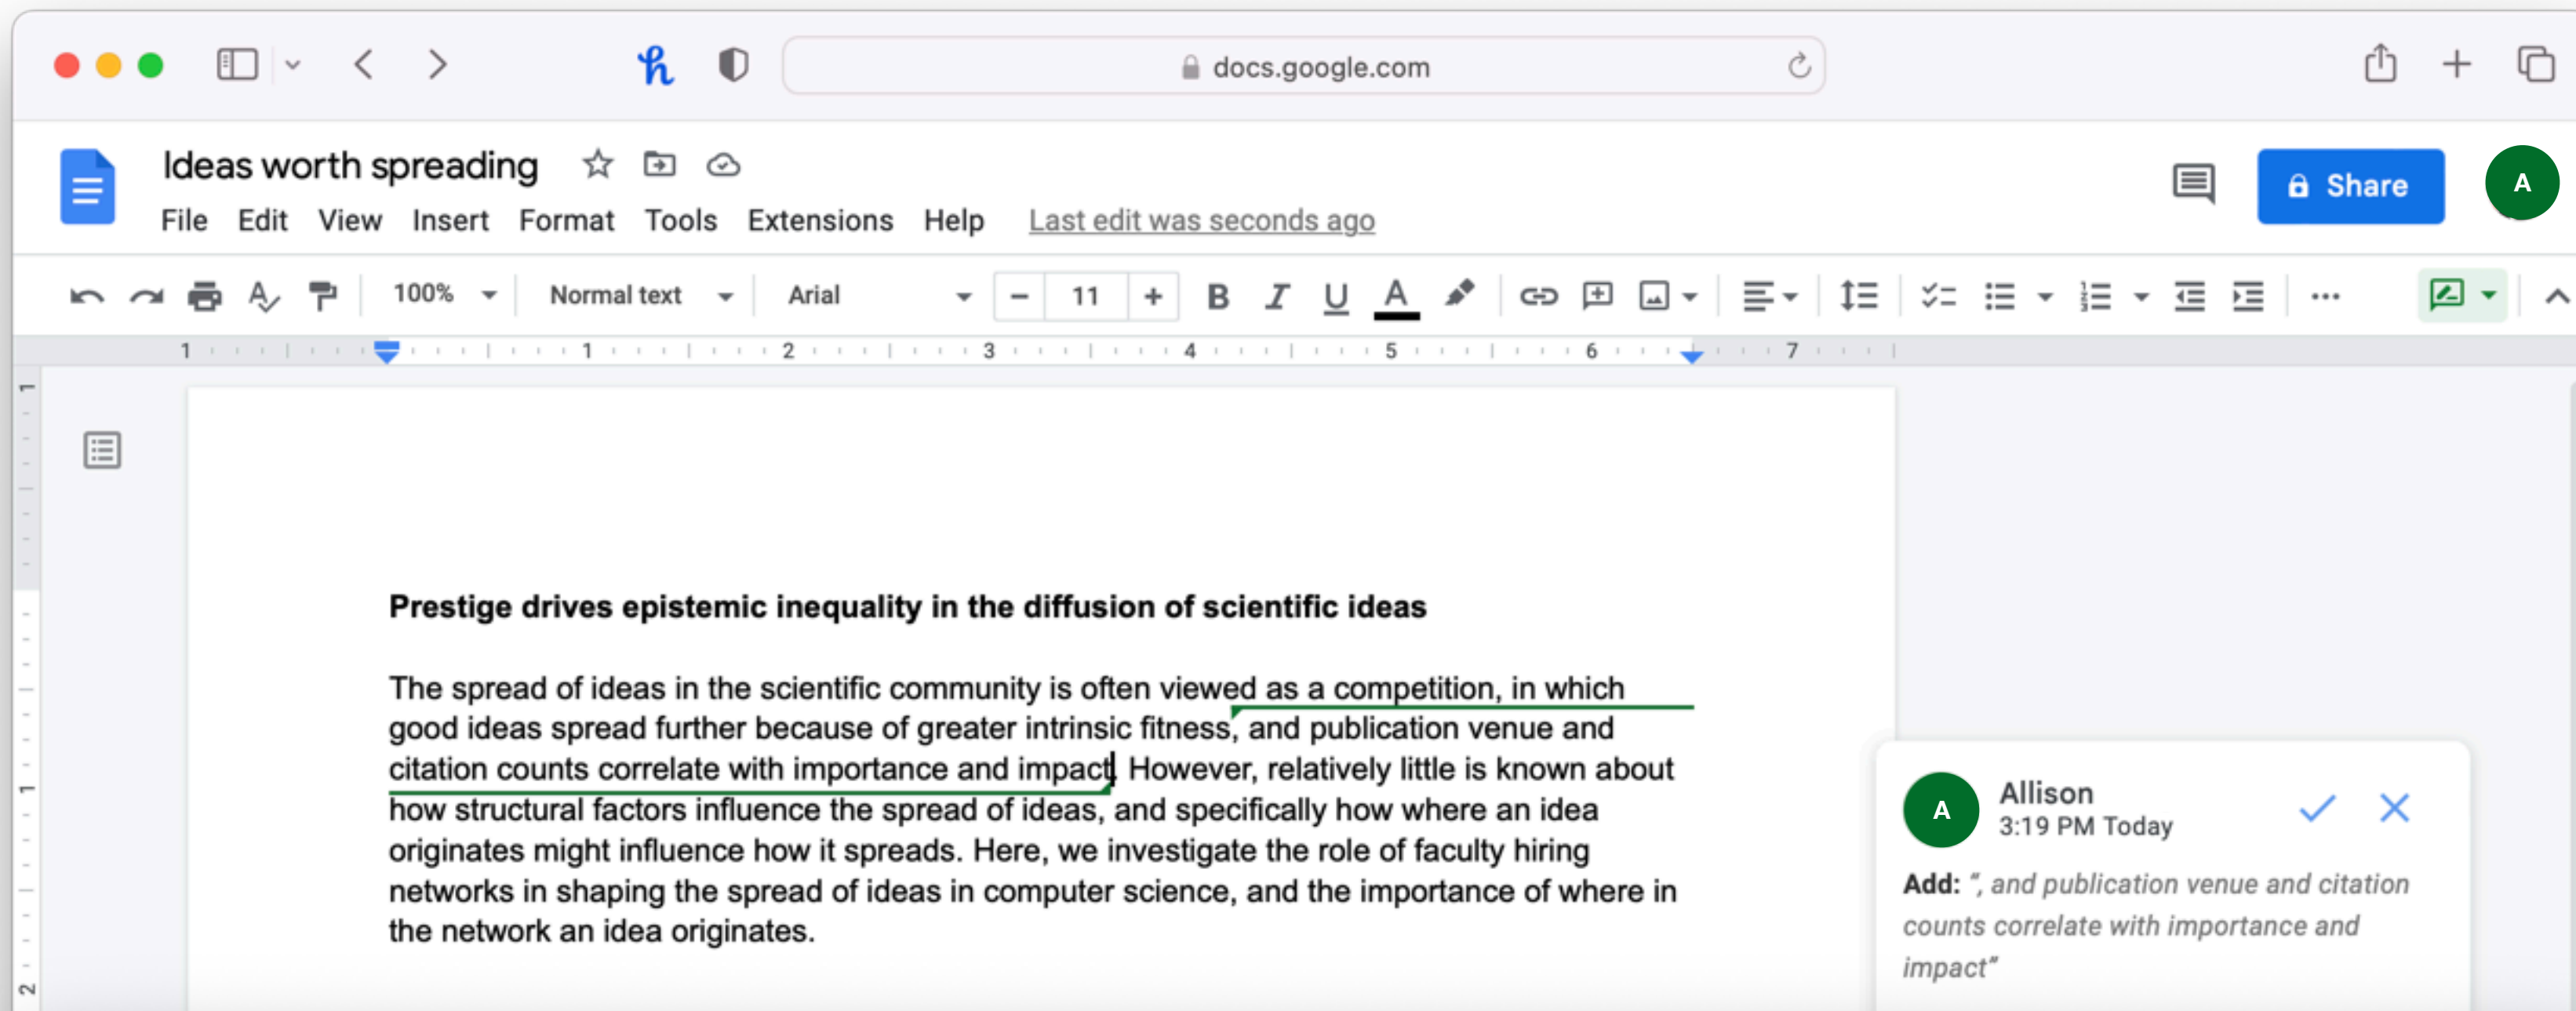 docs.google.com
Ideas worth spreading
File Edit View Insert Format Tools Extensions Help Last edit was seconds ago
Share
A
100% Normal text Arial 11
1 1 2 3 4 5 6 7
1
Prestige drives epistemic inequality in the diffusion of scientific ideas
The spread of ideas in the scientific community is often viewed as a competition, in which
good ideas spread further because of greater intrinsic fitness, and publication venue and
citation counts correlate with importance and impact. However, relatively little is known about
1
how structural factors influence the spread of ideas, and specifically how where an idea
originates might influence how it spreads. Here, we investigate the role of faculty hiring
networks in shaping the spread of ideas in computer science, and the importance of where in
the network an idea originates.
2
A
Allison
3:19 PM Today
Add: “, and publication venue and citation
counts correlate with importance and
impact”